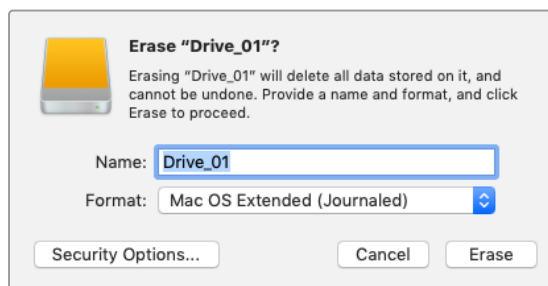 Erase “Drive_01”?
Erasing “Drive_01” will delete all data stored on it, and
cannot be undone. Provide a name and format, and click
Erase to proceed.
Name: Drive_01
Format: Mac OS Extended (Journaled)
Security Options... Cancel Erase